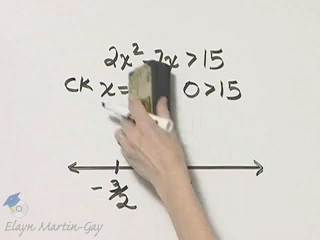 2x² - 7x > 15
CK x = 0 > 15
-3/2
Elayn Martin-Gay